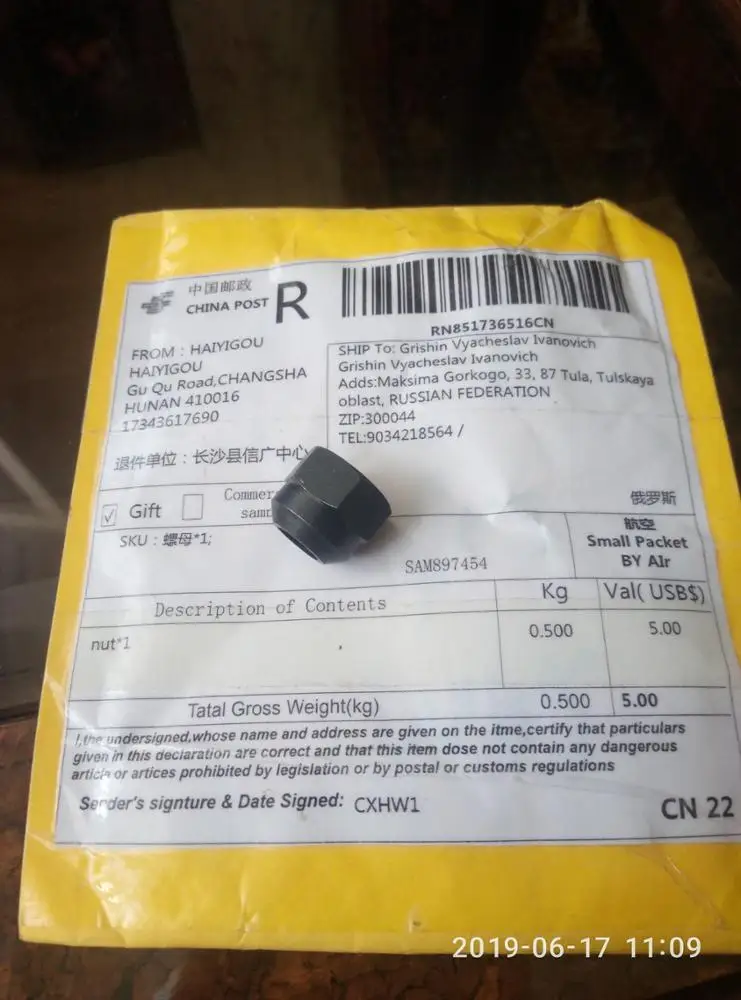 中国邮政
CHINA POST
R
RN851736516CN
FROM : HAIYIGOU
HAIYIGOU
Gu Qu Road,CHANGSHA
HUNAN 410016
17343617690
退件单位：长沙县信广中心
SHIP To: Grishin Vyacheslav Ivanovich
Grishin Vyacheslav Ivanovich
Adds:Maksima Gorkogo, 33, 87 Tula, Tulskaya
oblast, RUSSIAN FEDERATION
ZIP:300044
TEL:9034218564 /
俄罗斯
√ Gift
SKU : 螺母*1;
SAM897454
航空
Small Packet
BY AIr
Description of Contents
Kg
Val( USB$)
nut*1
0.500
5.00
Tatal Gross Weight(kg)
0.500
5.00
I,the undersigned,whose name and address are given on the itme,certify that particulars
given in this declaration are correct and that this item dose not contain any dangerous
article or artices prohibited by legislation or by postal or customs regulations
Sender's signture & Date Signed: CXHW1
CN 22
2019-06-17 11:09